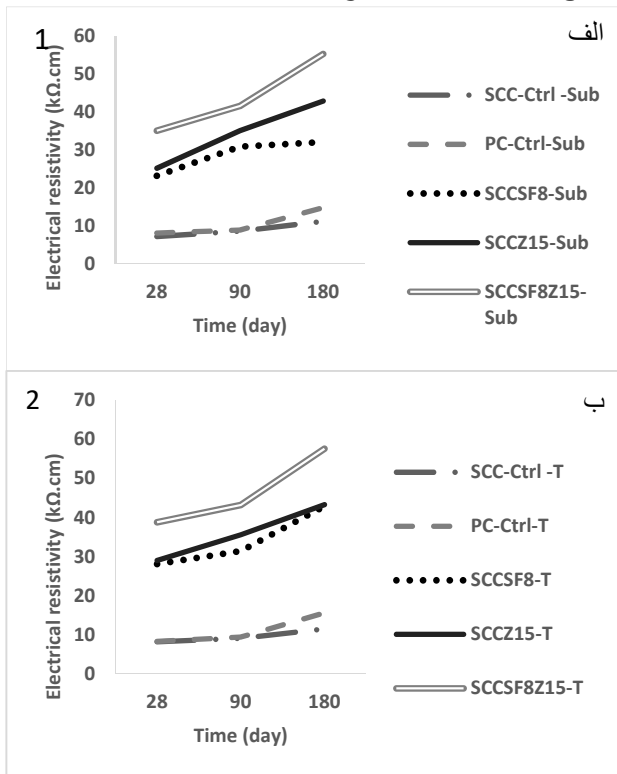 1
الف
Electrical resistivity (kΩ.cm)
60
50
40
30
20
10
0
28 90 180
Time (day)
SCC-Ctrl -Sub
PC-Ctrl-Sub
SCCSF8-Sub
SCCZ15-Sub
SCCSF8Z15-
Sub
2
ب
Electrical resistivity (kΩ.cm)
70
60
50
40
30
20
10
0
28 90 180
Time (day)
SCC-Ctrl -T
PC-Ctrl-T
SCCSF8-T
SCCZ15-T
SCCSF8Z15-T